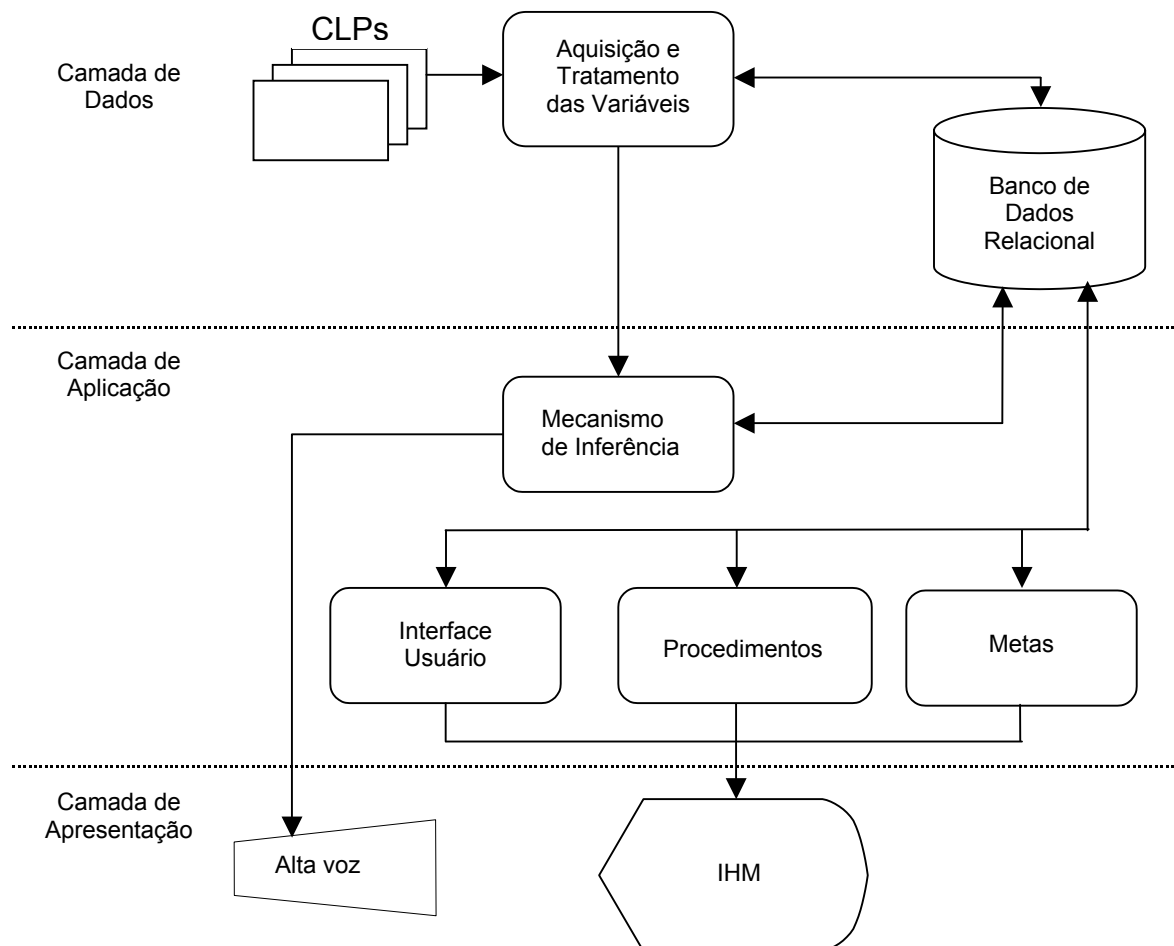 CLPs
Camada de
Dados
Aquisição e
Tratamento
das Variáveis
Banco de
Dados
Relacional
Camada de
Aplicação
Mecanismo
de Inferência
Interface
Usuário
Procedimentos
Metas
Camada de
Apresentação
Alta voz
IHM